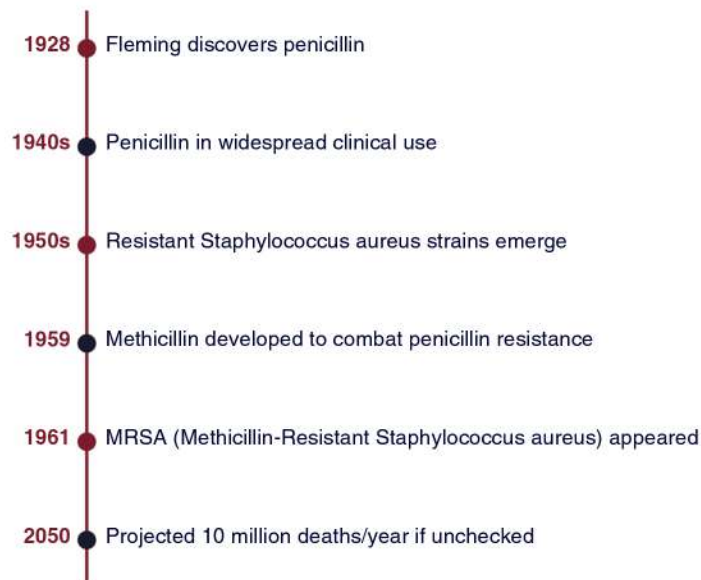 1928 Fleming discovers penicillin
1940s Penicillin in widespread clinical use
1950s Resistant Staphylococcus aureus strains emerge
1959 Methicillin developed to combat penicillin resistance
1961 MRSA (Methicillin-Resistant Staphylococcus aureus) appeared
2050 Projected 10 million deaths/year if unchecked